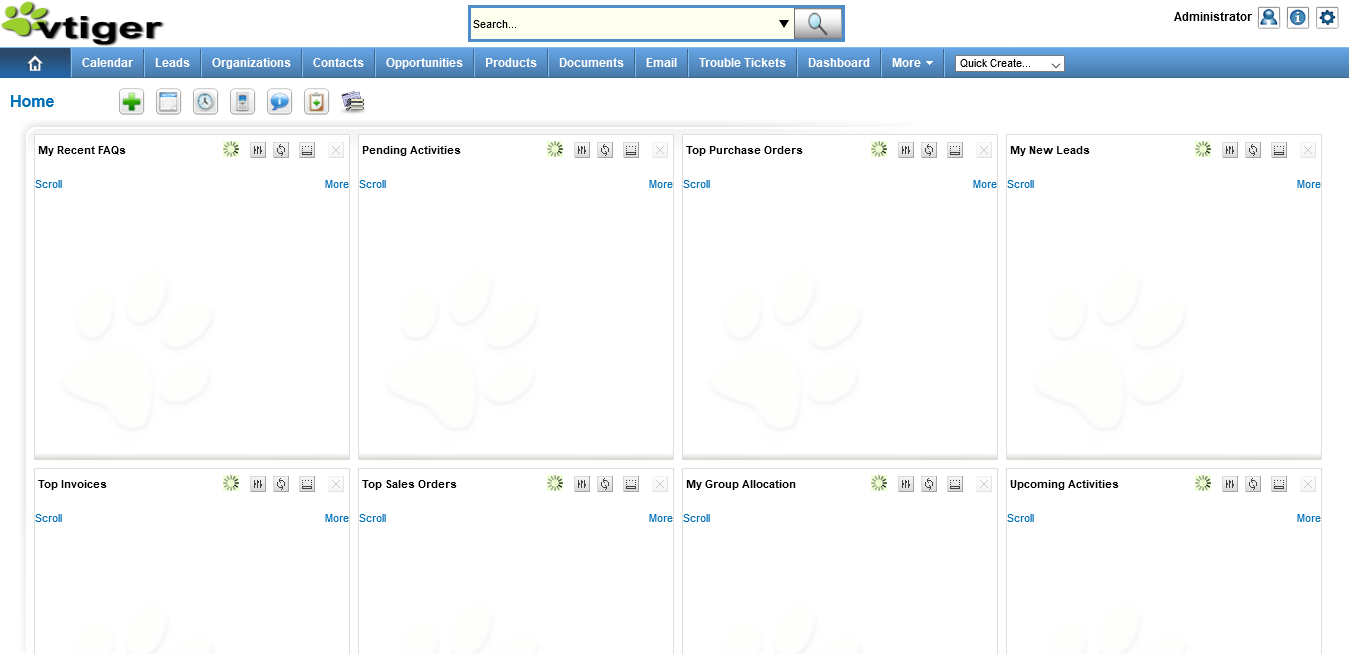 vtiger
Search...
Administrator
Calendar Leads Organizations Contacts Opportunities Products Documents Email Trouble Tickets Dashboard More Quick Create...
Home
My Recent FAQs Pending Activities Top Purchase Orders My New Leads
Scroll More Scroll More Scroll More Scroll More
Top Invoices Top Sales Orders My Group Allocation Upcoming Activities
Scroll More Scroll More Scroll More Scroll More